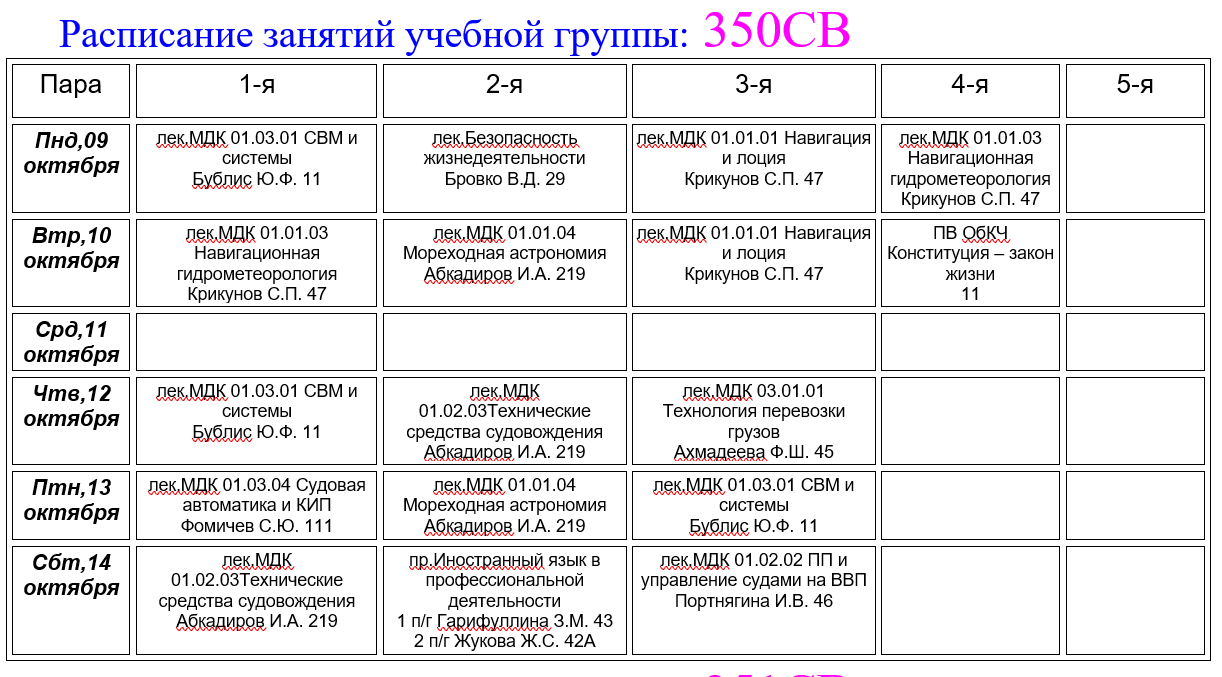 Расписание занятий учебной группы: 350СВ
Пара 1-я 2-я 3-я 4-я 5-я
Пнд,09
октября
лек.МДК 01.03.01 СВМ и
системы
Бублис Ю.Ф. 11
лек.Безопасность
жизнедеятельности
Бровко В.Д. 29
лек.МДК 01.01.01 Навигация
и лоция
Крикунов С.П. 47
лек.МДК 01.01.03
Навигационная
гидрометеорология
Крикунов С.П. 47
Втр,10
октября
лек.МДК 01.01.03
Навигационная
гидрометеорология
Крикунов С.П. 47
лек.МДК 01.01.04
Мореходная астрономия
Абкадиров И.А. 219
лек.МДК 01.01.01 Навигация
и лоция
Крикунов С.П. 47
ПВ ОбКЧ
Конституция – закон
жизни
11
Срд,11
октября
Чтв,12
октября
лек.МДК 01.03.01 СВМ и
системы
Бублис Ю.Ф. 11
лек.МДК
01.02.03Технические
средства судовождения
Абкадиров И.А. 219
лек.МДК 03.01.01
Технология перевозки
грузов
Ахмадеева Ф.Ш. 45
Птн,13
октября
лек.МДК 01.03.04 Судовая
автоматика и КИП
Фомичев С.Ю. 111
лек.МДК 01.01.04
Мореходная астрономия
Абкадиров И.А. 219
лек.МДК 01.03.01 СВМ и
системы
Бублис Ю.Ф. 11
Сбт,14
октября
лек.МДК
01.02.03Технические
средства судовождения
Абкадиров И.А. 219
пр.Иностранный язык в
профессиональной
деятельности
1 п/г Гарифуллина З.М. 43
2 п/г Жукова Ж.С. 42А
лек.МДК 01.02.02 ПП и
управление судами на ВВП
Портнягина И.В. 46